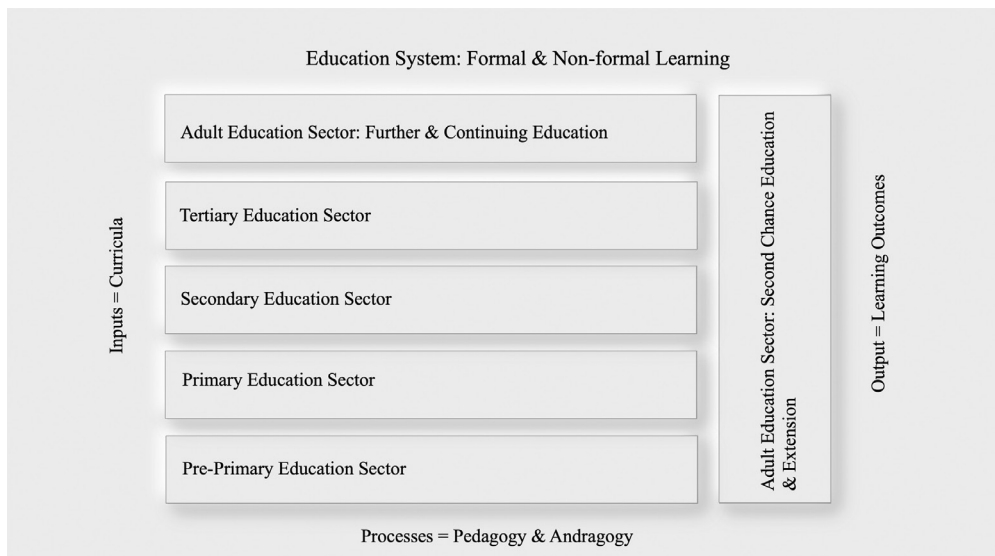 Education System: Formal & Non-formal Learning
Adult Education Sector: Further & Continuing Education
Tertiary Education Sector
Secondary Education Sector
Primary Education Sector
Pre-Primary Education Sector
Inputs = Curricula
Adult Education Sector: Second Chance Education
& Extension
Output = Learning Outcomes
Processes = Pedagogy & Andragogy